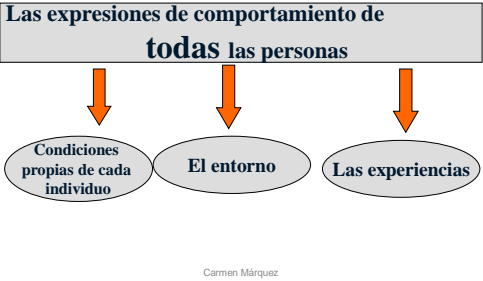 Las expresiones de comportamiento de
todas las personas
Condiciones
propias de cada
individuo
El entorno
Las experiencias
Carmen Márquez